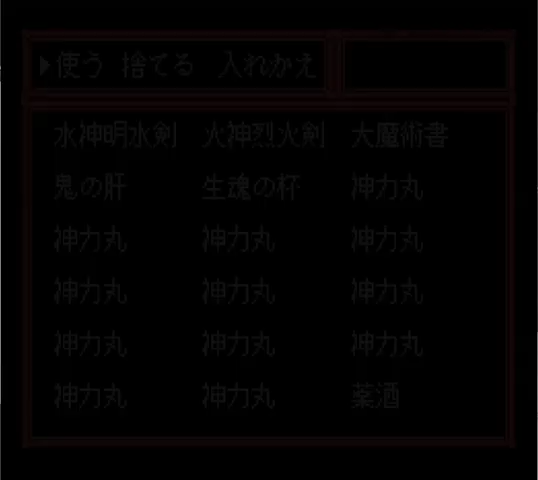 ▶使う 捨てる 入れかえ
水神明水剣 火神烈火剣 大魔術書
鬼の肝 生魂の杯 神力丸
神力丸 神力丸 神力丸
神力丸 神力丸 神力丸
神力丸 神力丸 神力丸
神力丸 神力丸 薬酒